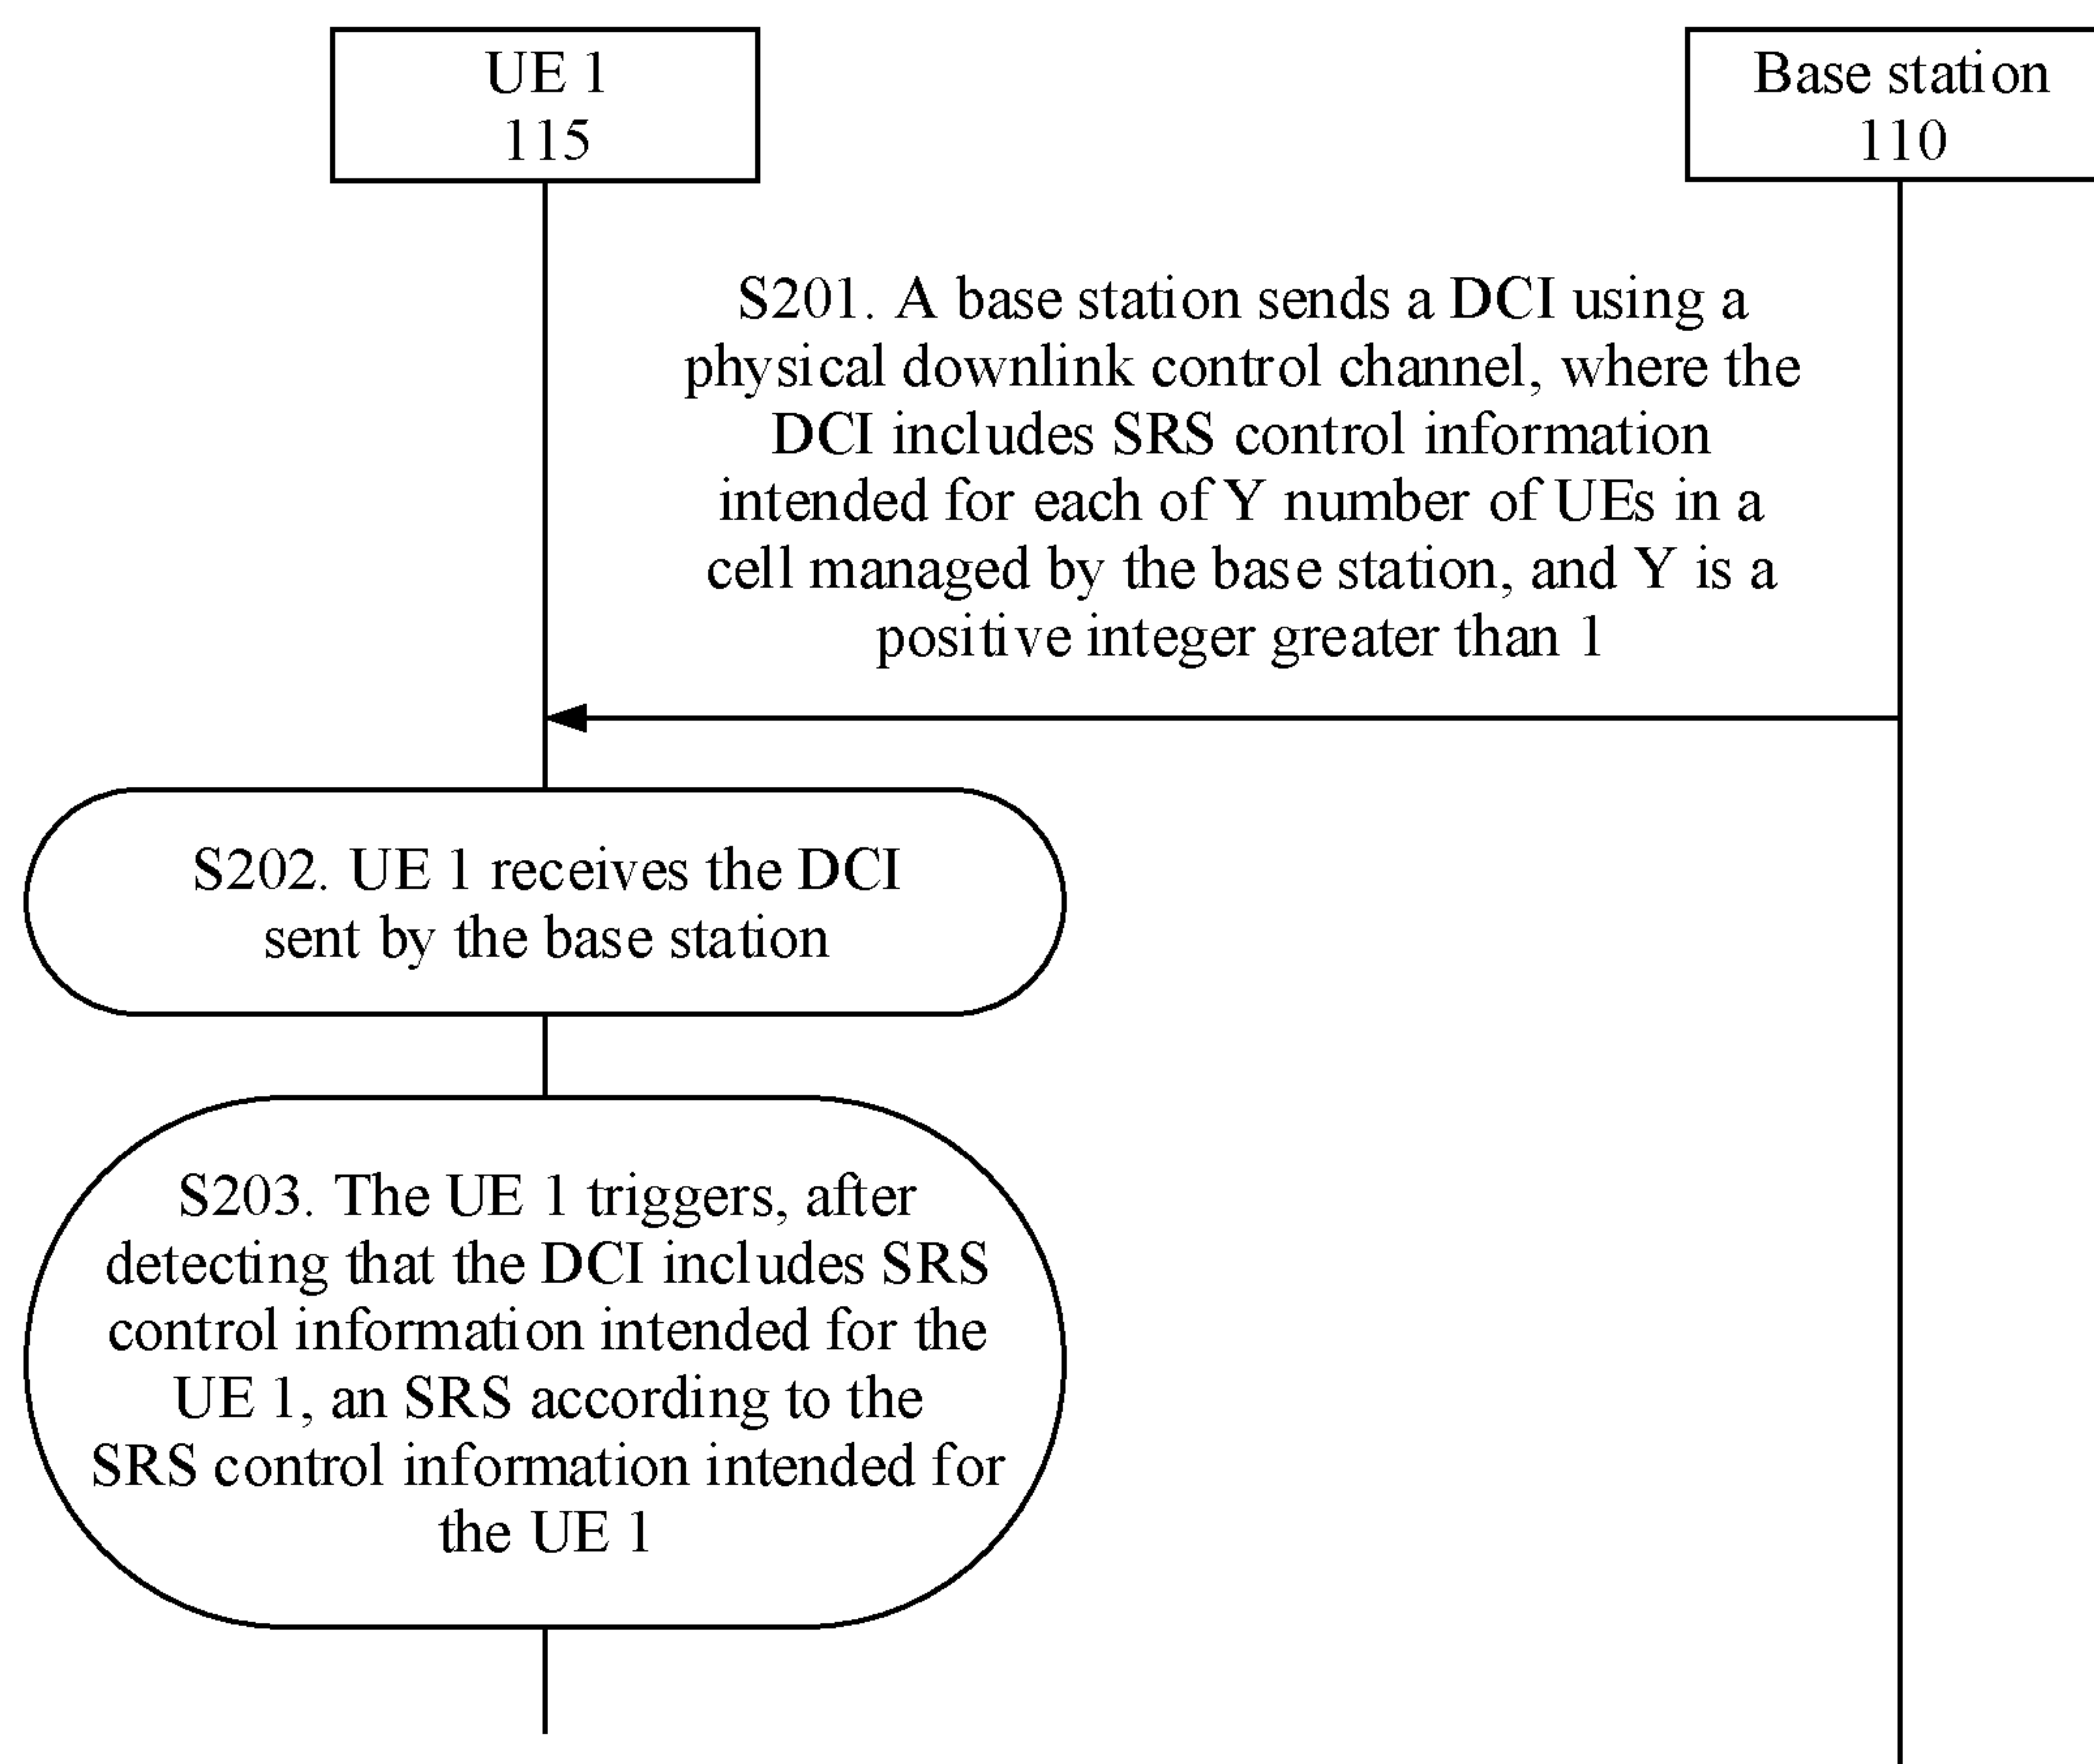 UE 1
115
Base station
110
S201. A base station sends a DCI using a
physical downlink control channel, where the
DCI includes SRS control information
intended for each of Y number of UEs in a
cell managed by the base station, and Y is a
positive integer greater than 1
S202. UE 1 receives the DCI
sent by the base station
S203. The UE 1 triggers, after
detecting that the DCI includes SRS
control information intended for the
UE 1, an SRS according to the
SRS control information intended for
the UE 1